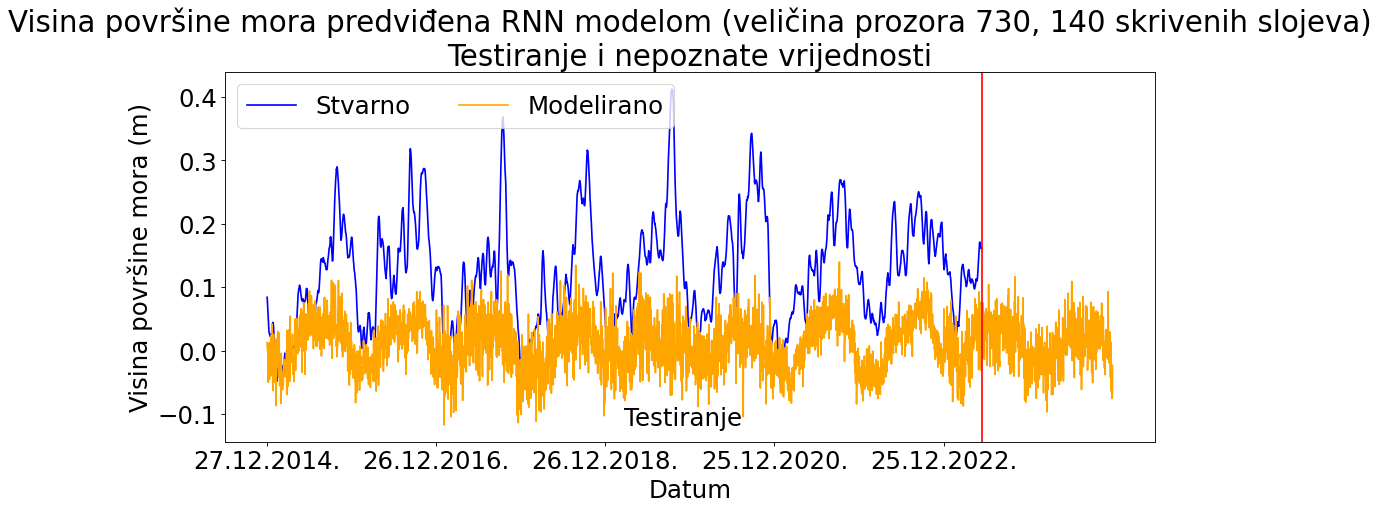 Visina površine mora predviđena RNN modelom (veličina prozora 730, 140 skrivenih slojeva)
Testiranje i nepoznate vrijednosti
Stvarno
Modelirano
Visina površine mora (m)
0.4
0.3
0.2
0.1
0.0
−0.1
Testiranje
27.12.2014.
26.12.2016.
26.12.2018.
25.12.2020.
25.12.2022.
Datum